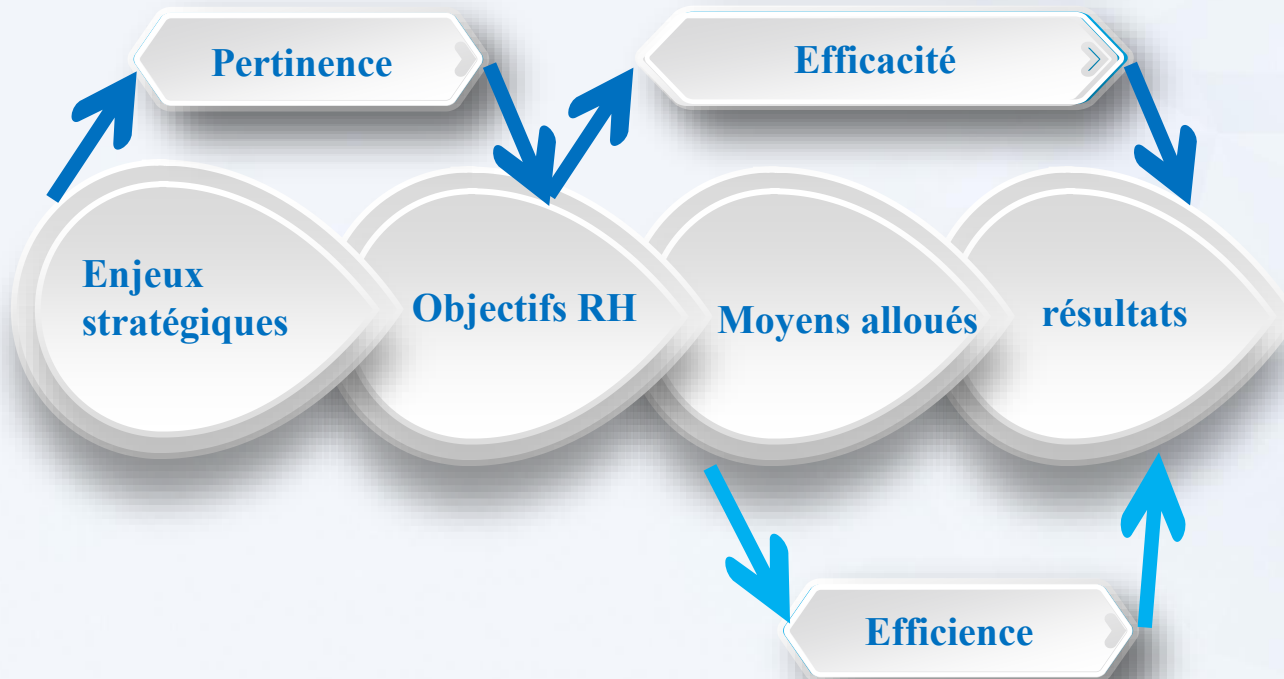 Pertinence
Efficacité
Enjeux
stratégiques
Objectifs RH
Moyens alloués
résultats
Efficience